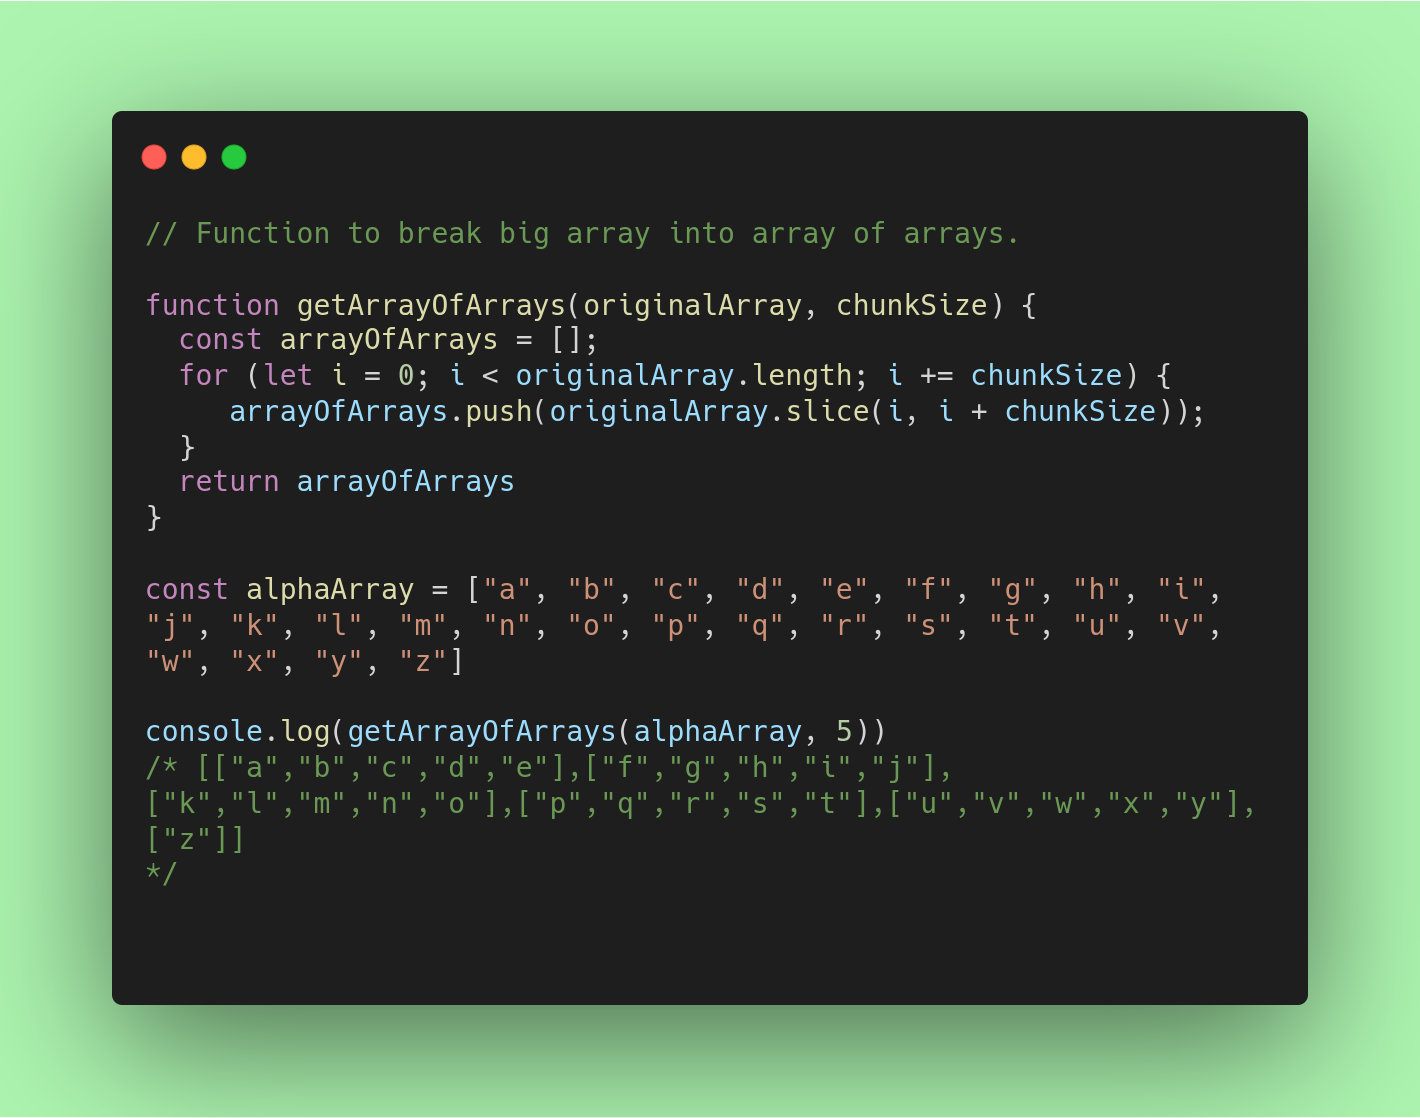 // Function to break big array into array of arrays.
function getArrayOfArrays(originalArray, chunkSize) {
  const arrayOfArrays = [];
  for (let i = 0; i < originalArray.length; i += chunkSize) {
     arrayOfArrays.push(originalArray.slice(i, i + chunkSize));
  }
  return arrayOfArrays
}
const alphaArray = ["a", "b", "c", "d", "e", "f", "g", "h", "i",
"j", "k", "l", "m", "n", "o", "p", "q", "r", "s", "t", "u", "v",
"w", "x", "y", "z"]
console.log(getArrayOfArrays(alphaArray, 5))
/* [["a","b","c","d","e"],["f","g","h","i","j"],
["k","l","m","n","o"],["p","q","r","s","t"],["u","v","w","x","y"],
["z"]]
*/